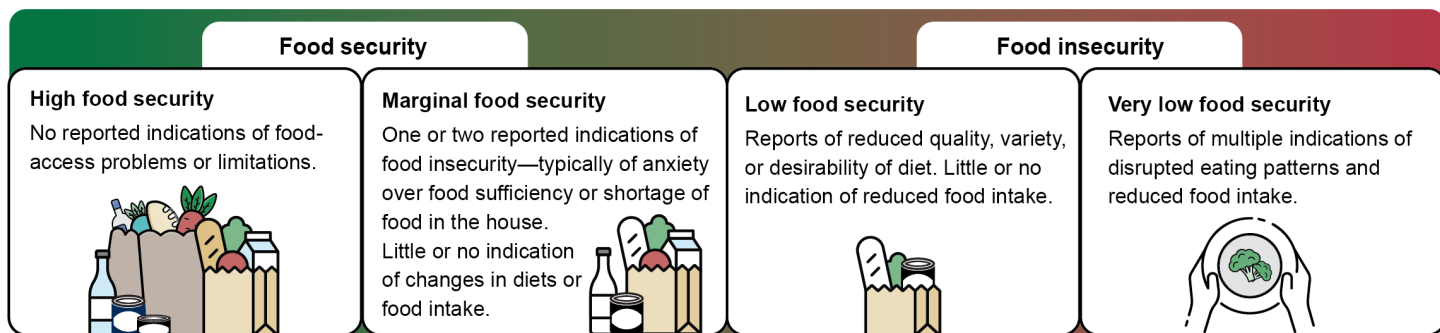 Food security
Food insecurity
High food security
No reported indications of food-
access problems or limitations.
Marginal food security
One or two reported indications of
food insecurity—typically of anxiety
over food sufficiency or shortage of
food in the house.
Little or no indication
of changes in diets or
food intake.
Low food security
Reports of reduced quality, variety,
or desirability of diet. Little or no
indication of reduced food intake.
Very low food security
Reports of multiple indications of
disrupted eating patterns and
reduced food intake.